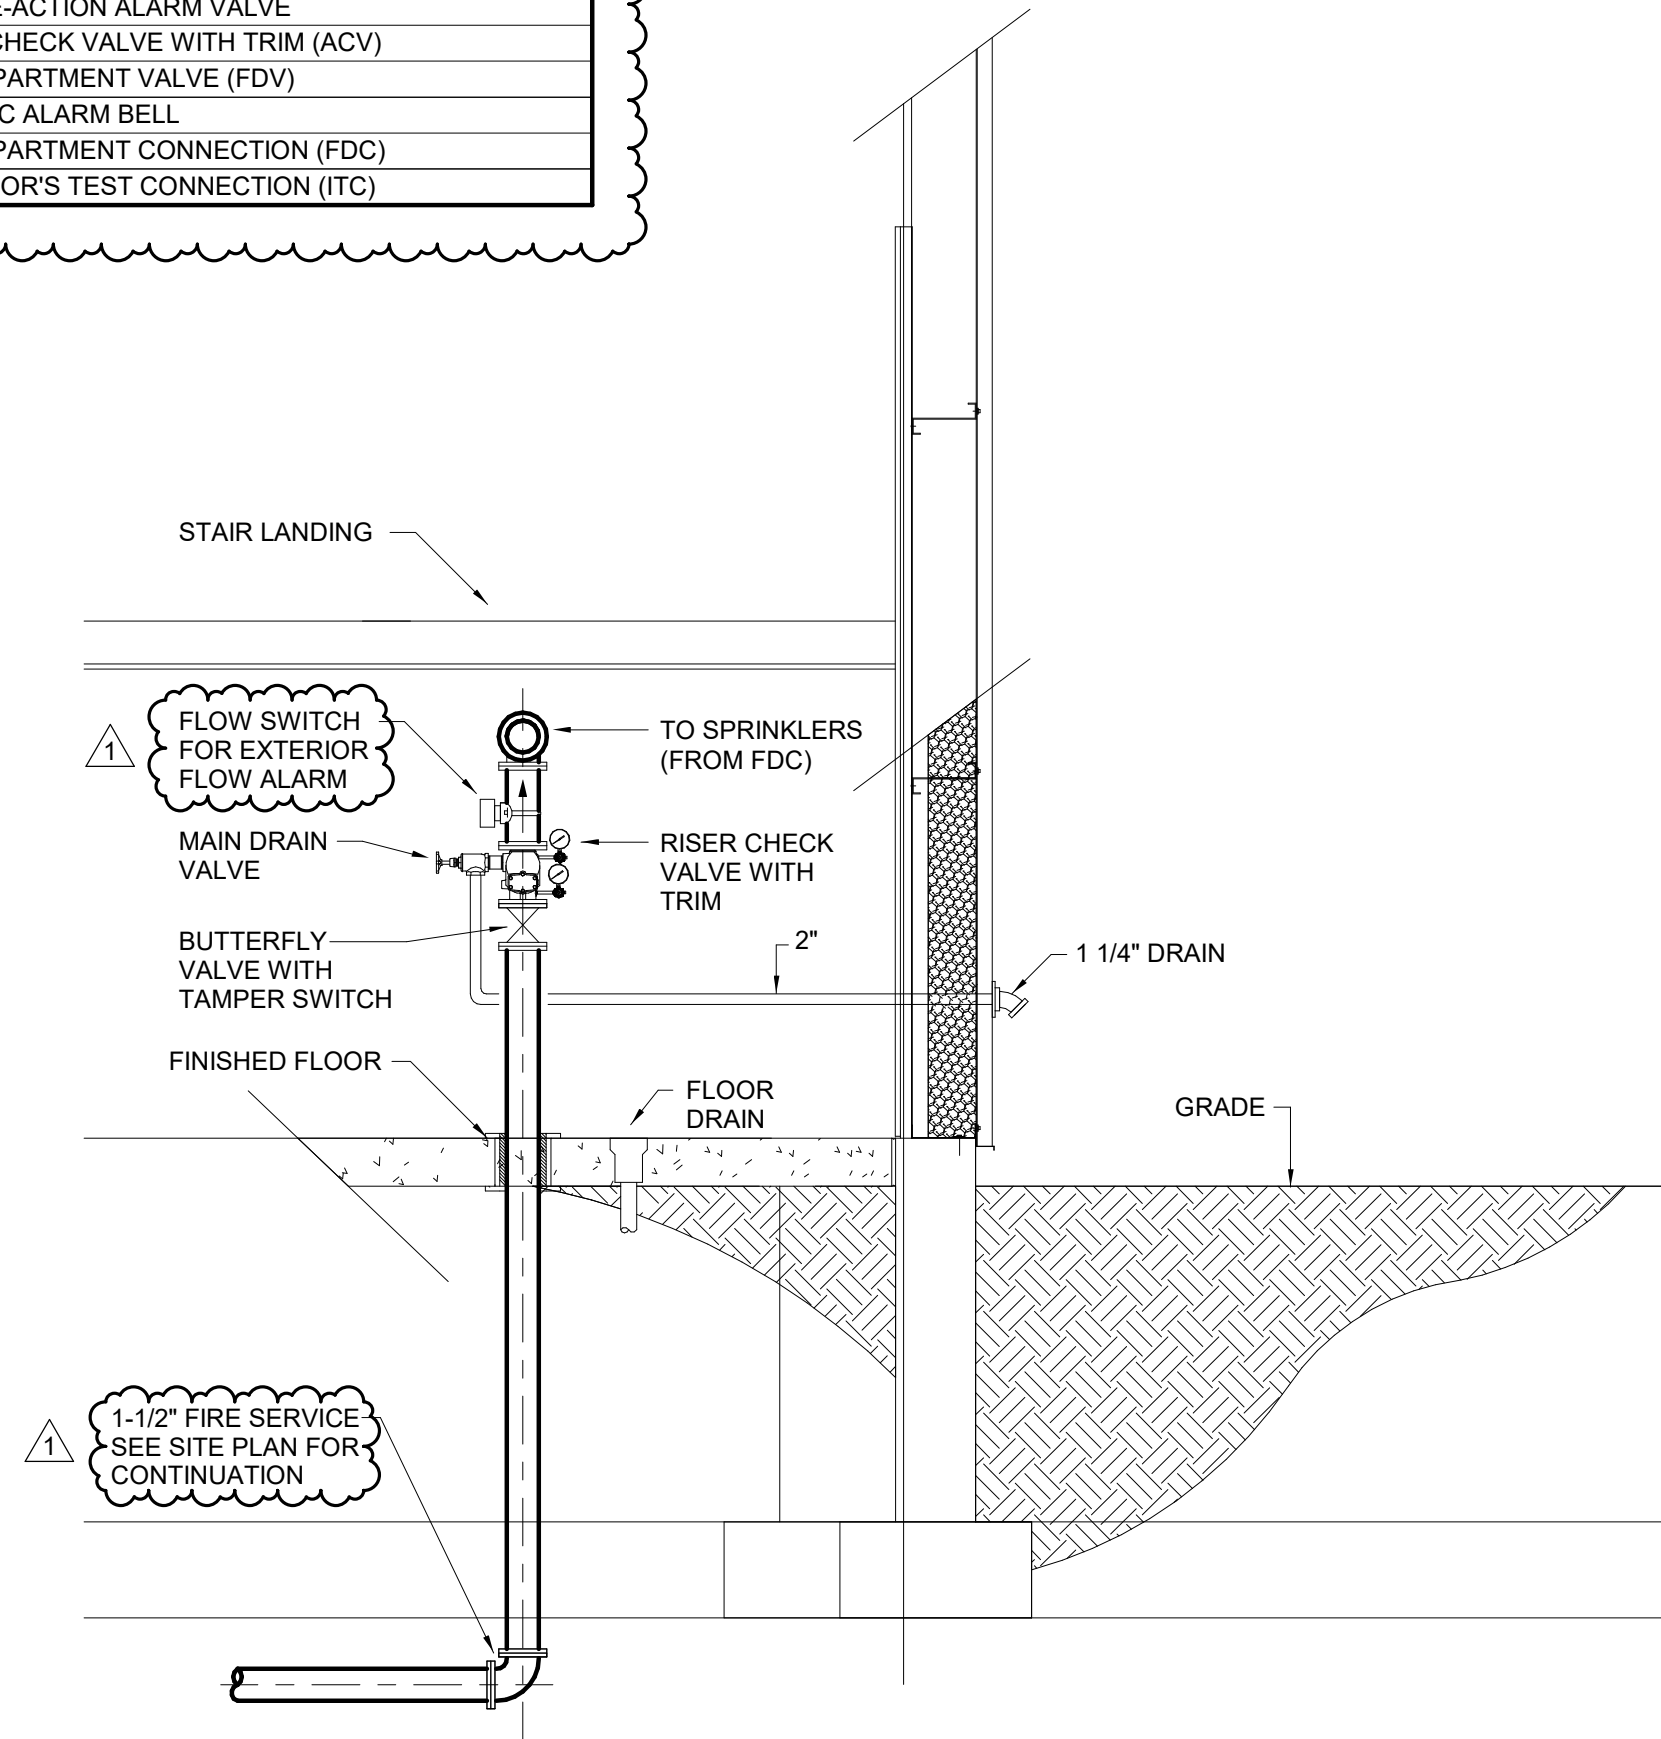 E-ACTION ALARM VALVE
CHECK VALVE WITH TRIM (ACV)
PARTMENT VALVE (FDV)
C ALARM BELL
PARTMENT CONNECTION (FDC)
OR'S TEST CONNECTION (ITC)
STAIR LANDING
1
FLOW SWITCH
FOR EXTERIOR
FLOW ALARM
TO SPRINKLERS
(FROM FDC)
MAIN DRAIN
VALVE
RISER CHECK
VALVE WITH
TRIM
BUTTERFLY
VALVE WITH
TAMPER SWITCH
2"
1 1/4" DRAIN
FINISHED FLOOR
FLOOR
DRAIN
GRADE
1
1-1/2" FIRE SERVICE
SEE SITE PLAN FOR
CONTINUATION